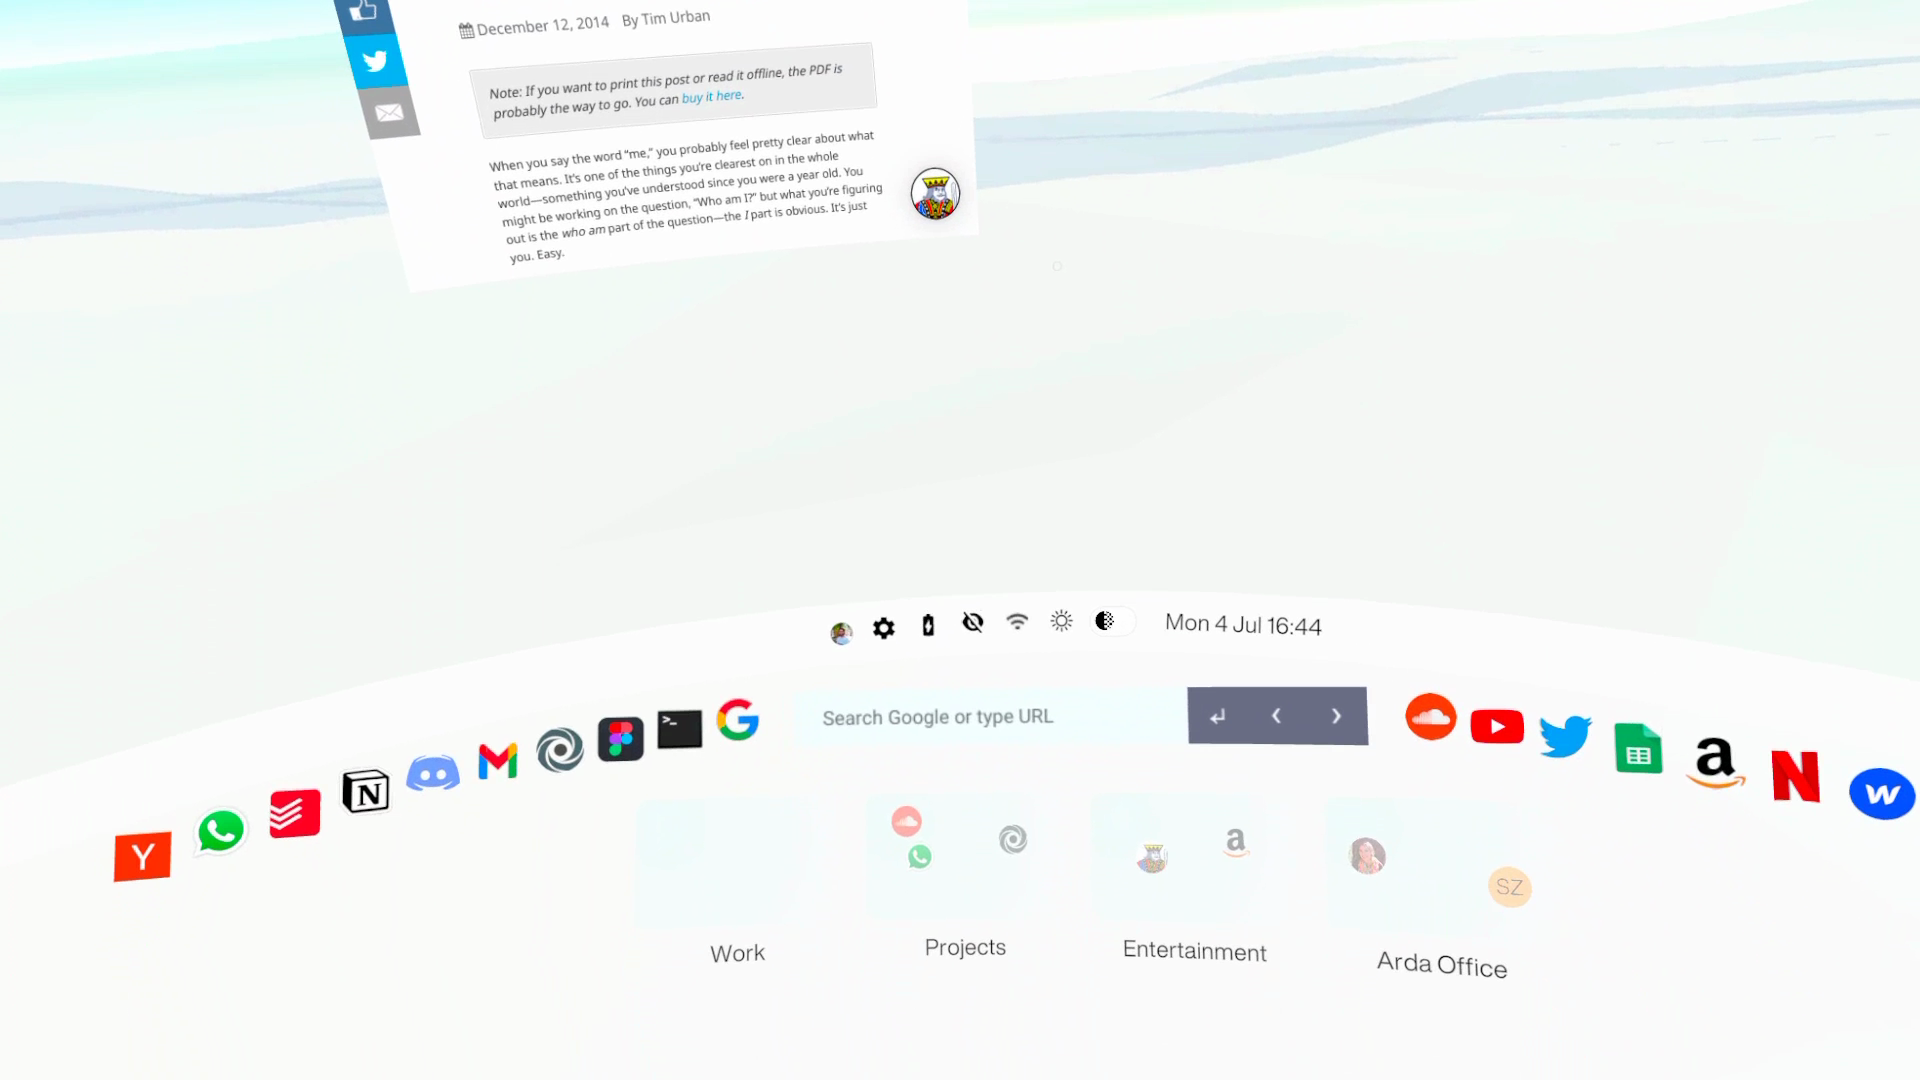 December 12, 2014 By Tim Urban
Note: If you want to print this post or read it offline, the PDF is
probably the way to go. You can buy it here.
When you say the word “me,” you probably feel pretty clear about what
that means. It’s one of the things you’re clearest on in the whole
world—something you’ve understood since you were a year old. You
might be working on the question, “Who am I?” but what you’re figuring
out is the who am part of the question—the I part is obvious. It’s just
you. Easy.
Mon 4 Jul 16:44
Search Google or type URL
Y
N
>_
G
a
N
w
a
SZ
Work
Projects
Entertainment
Arda Office